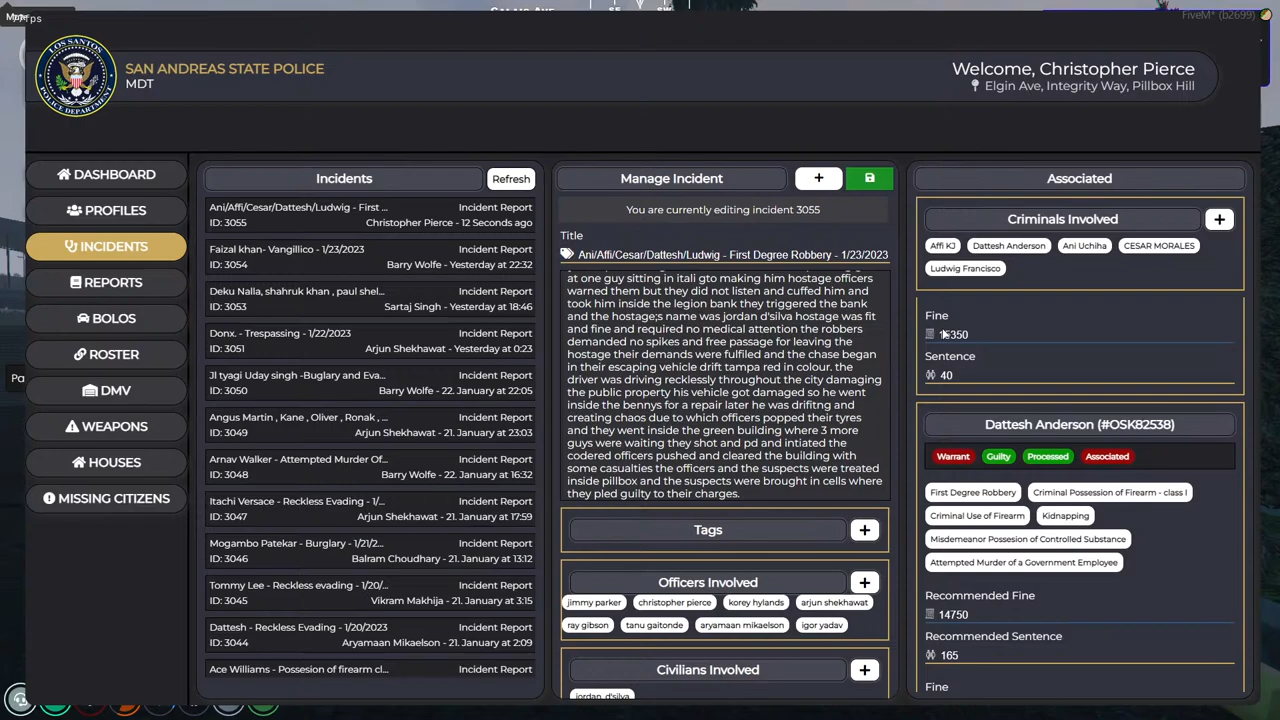 FiveM* (b2699)
LOS SANTOS
POLICE DEPARTMENT
SAN ANDREAS STATE POLICE
MDT
Welcome, Christopher Pierce
Elgin Ave, Integrity Way, Pillbox Hill
DASHBOARD
PROFILES
INCIDENTS
REPORTS
BOLOS
ROSTER
DMV
WEAPONS
HOUSES
MISSING CITIZENS
Incidents
Refresh
Ani/Affi/Cesar/Dattesh/Ludwig - First ... Incident Report
ID: 3055 Christopher Pierce - 12 Seconds ago
Faizal khan- Vangillico - 1/23/2023 Incident Report
ID: 3054 Barry Wolfe - Yesterday at 22:32
Deku Nalla, shahruk khan , paul shel... Incident Report
ID: 3053 Sartaj Singh - Yesterday at 18:46
Donx. - Trespassing - 1/22/2023 Incident Report
ID: 3051 Arjun Shekhawat - Yesterday at 0:23
Jl tyagi Uday singh -Buglary and Eva... Incident Report
ID: 3050 Barry Wolfe - 22. January at 22:05
Angus Martin , Kane , Oliver , Ronak , ... Incident Report
ID: 3049 Arjun Shekhawat - 21. January at 23:03
Arnav Walker - Attempted Murder Of... Incident Report
ID: 3048 Barry Wolfe - 22. January at 16:32
Itachi Versace - Reckless Evading - 1/... Incident Report
ID: 3047 Arjun Shekhawat - 21. January at 17:59
Mogambo Patekar - Burglary - 1/21/2... Incident Report
ID: 3046 Balram Choudhary - 21. January at 13:12
Tommy Lee - Reckless evading - 1/20/... Incident Report
ID: 3045 Vikram Makhija - 21. January at 3:15
Dattesh - Reckless Evading - 1/20/2023 Incident Report
ID: 3044 Aryamaan Mikaelson - 21. January at 2:09
Ace Williams - Possesion of firearm cl... Incident Report
Manage Incident
+
You are currently editing incident 3055
Title
Ani/Affi/Cesar/Dattesh/Ludwig - First Degree Robbery - 1/23/2023
at one guy sitting in itali gto making him hostage officers
warned them but they did not listen and cuffed him and
took him inside the legion bank they triggered the bank
and the hostage;s name was jordan d'silva hostage was fit
and fine and required no medical attention the robbers
demanded no spikes and free passage for leaving the
hostage their demands were fulfiled and the chase began
in their escaping vehicle drift tampa red in colour. the
driver was driving recklessly throughout the city damaging
the public property his vehicle got damaged so he went
inside the bennys for a repair later he was driftng and
creating chaos due to which officers popped their tyres
and they went inside the green building where 3 more
guys were waiting they shot and pd and intiated the
codered officers pushed and cleared the building with
some casualties the officers and the suspects were treated
inside pillbox and the suspects were brought in cells where
they pled guilty to their charges.
Tags
+
Officers Involved
+
jimmy parker christopher pierce korey hylands arjun shekhawat
ray gibson tanu gaitonde aryamaan mikaelson igor yadav
Civilians Involved
+
jordan d'silva
Associated
Criminals Involved
+
Affi KJ Dattesh Anderson Ani Uchiha CESAR MORALES
Ludwig Francisco
Fine
Sentence
40
Dattesh Anderson (#OSK82538)
Warrant Guilty Processed Associated
First Degree Robbery Criminal Possession of Firearm - class I
Criminal Use of Firearm Kidnapping
Misdemeanor Possesion of Controlled Substance
Attempted Murder of a Government Employee
Recommended Fine
14750
Recommended Sentence
165
Fine